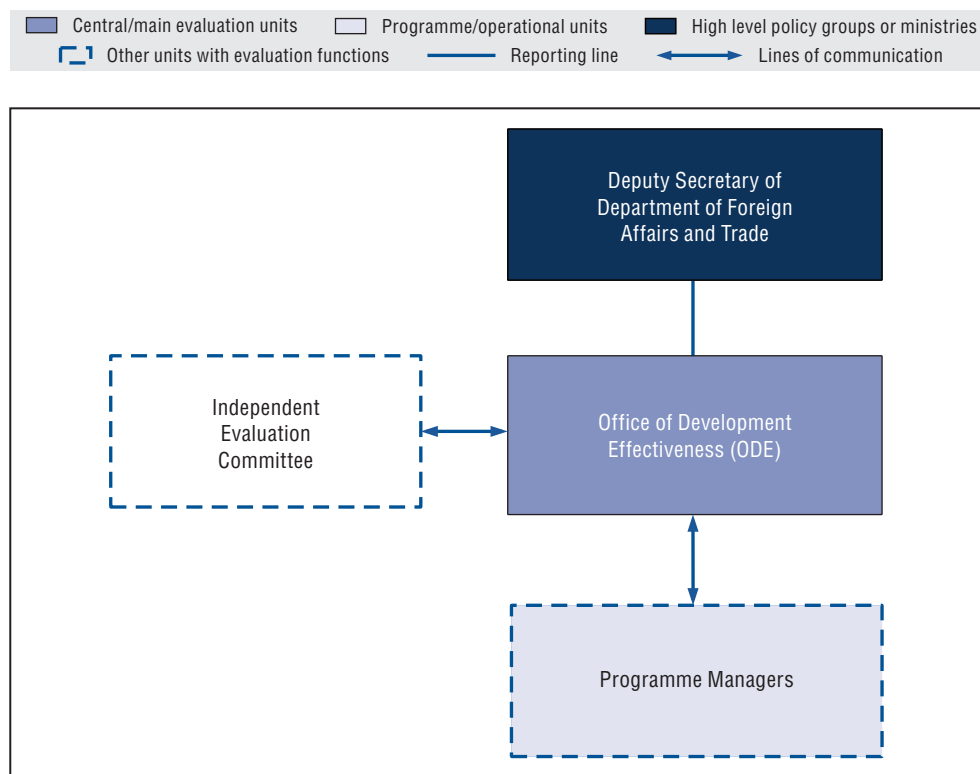 Central/main evaluation units Programme/operational units High level policy groups or ministries
Other units with evaluation functions Reporting line Lines of communication
Deputy Secretary of
Department of Foreign
Affairs and Trade
Independent
Evaluation
Committee
Office of Development
Effectiveness (ODE)
Programme Managers